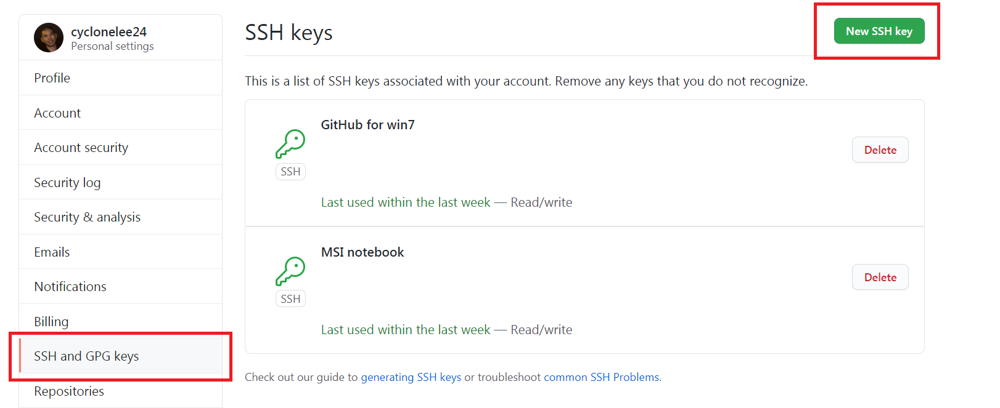 cyclonelee24
Personal settings
Profile
Account
Account security
Security log
Security & analysis
Emails
Notifications
Billing
SSH and GPG keys
Repositories
SSH keys
New SSH key
This is a list of SSH keys associated with your account. Remove any keys that you do not recognize.
GitHub for win7
SSH
Delete
Last used within the last week — Read/write
MSI notebook
SSH
Delete
Last used within the last week — Read/write
Check out our guide to generating SSH keys or troubleshoot common SSH Problems.